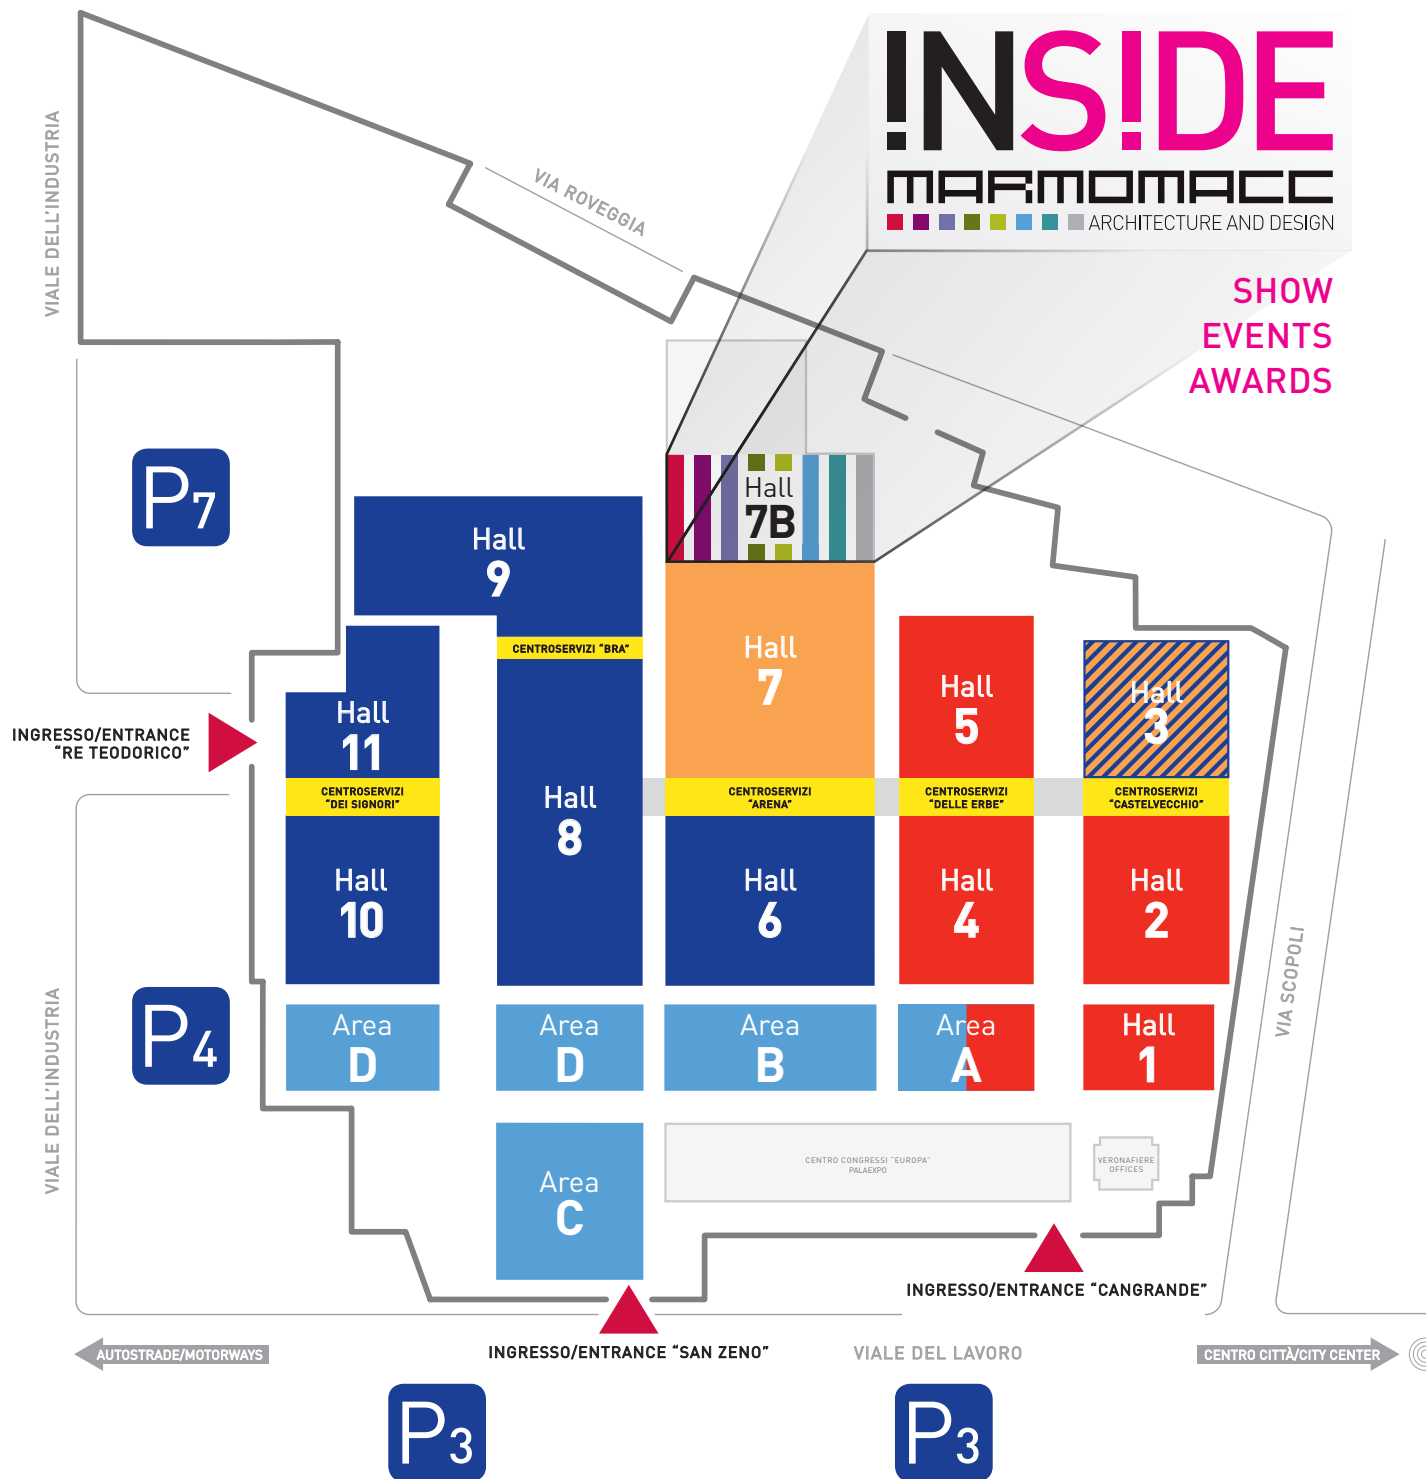 !NS!DE
MARMOMACC
ARCHITECTURE AND DESIGN
SHOW
EVENTS
AWARDS
VIALE DELL'INDUSTRIA
VIA ROVEGGIA
P7
Hall
7B
Hall
9
CENTROSERVIZI "BRA"
Hall
7
Hall
5
Hall
3
INGRESSO/ENTRANCE
"RE TEODORICO"
Hall
11
CENTROSERVIZI
"DEI SIGNORI"
Hall
8
CENTROSERVIZI
"ARENA"
CENTROSERVIZI
"DELLE ERBE"
CENTROSERVIZI
"CASTELVECCHIO"
Hall
10
Hall
6
Hall
4
Hall
2
VIA SCOPOLI
P4
VIALE DELL'INDUSTRIA
Area
D
Area
D
Area
B
Area
A
Hall
1
Area
C
CENTRO CONGRESSI "EUROPA"
PALAEXPO
VERONAFIERE
OFFICES
INGRESSO/ENTRANCE "CANGRANDE"
INGRESSO/ENTRANCE "SAN ZENO"
VIALE DEL LAVORO
AUTOSTRADE/MOTORWAYS
CENTRO CITTÀ/CITY CENTER
P3
P3